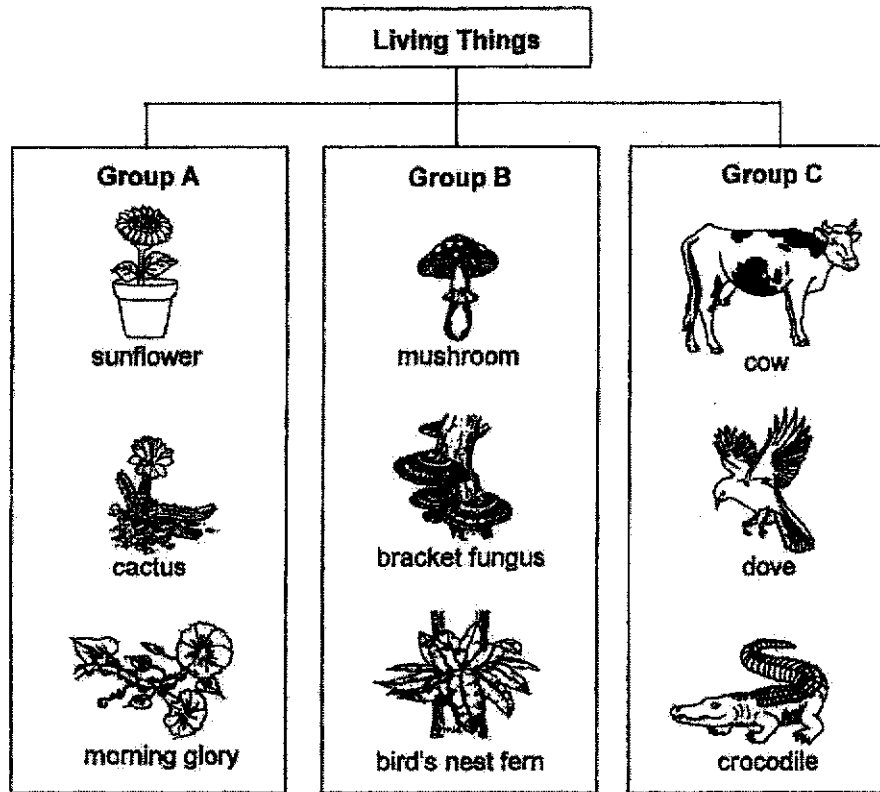 Living Things
Group A
sunflower
cactus
morning glory
Group B
mushroom
bracket fungus
bird's nest fern
Group C
cow
dove
crocodile